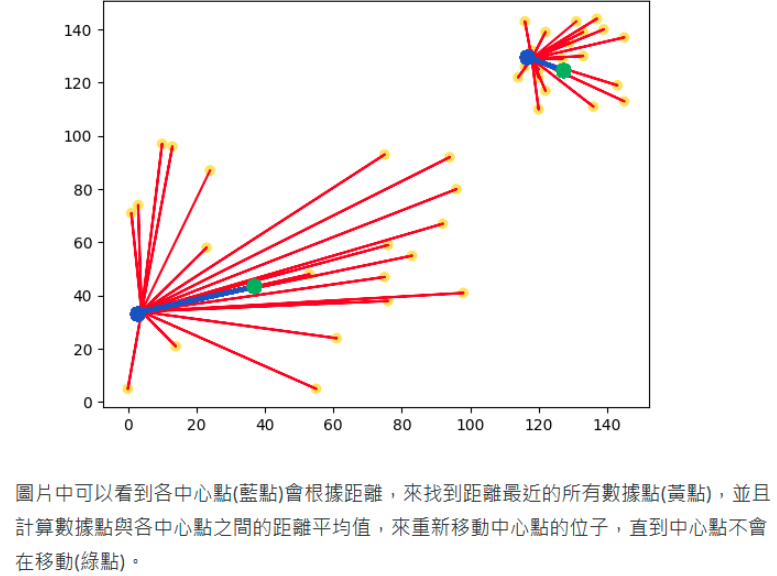 140
120
100
80
60
40
20
0
0 20 40 60 80 100 120 140
圖片中可以看到各中心點(藍點)會根據距離，來找到距離最近的所有數據點(黃點)，並且
計算數據點與各中心點之間的距離平均值，來重新移動中心點的位子，直到中心點不會
在移動(綠點)。